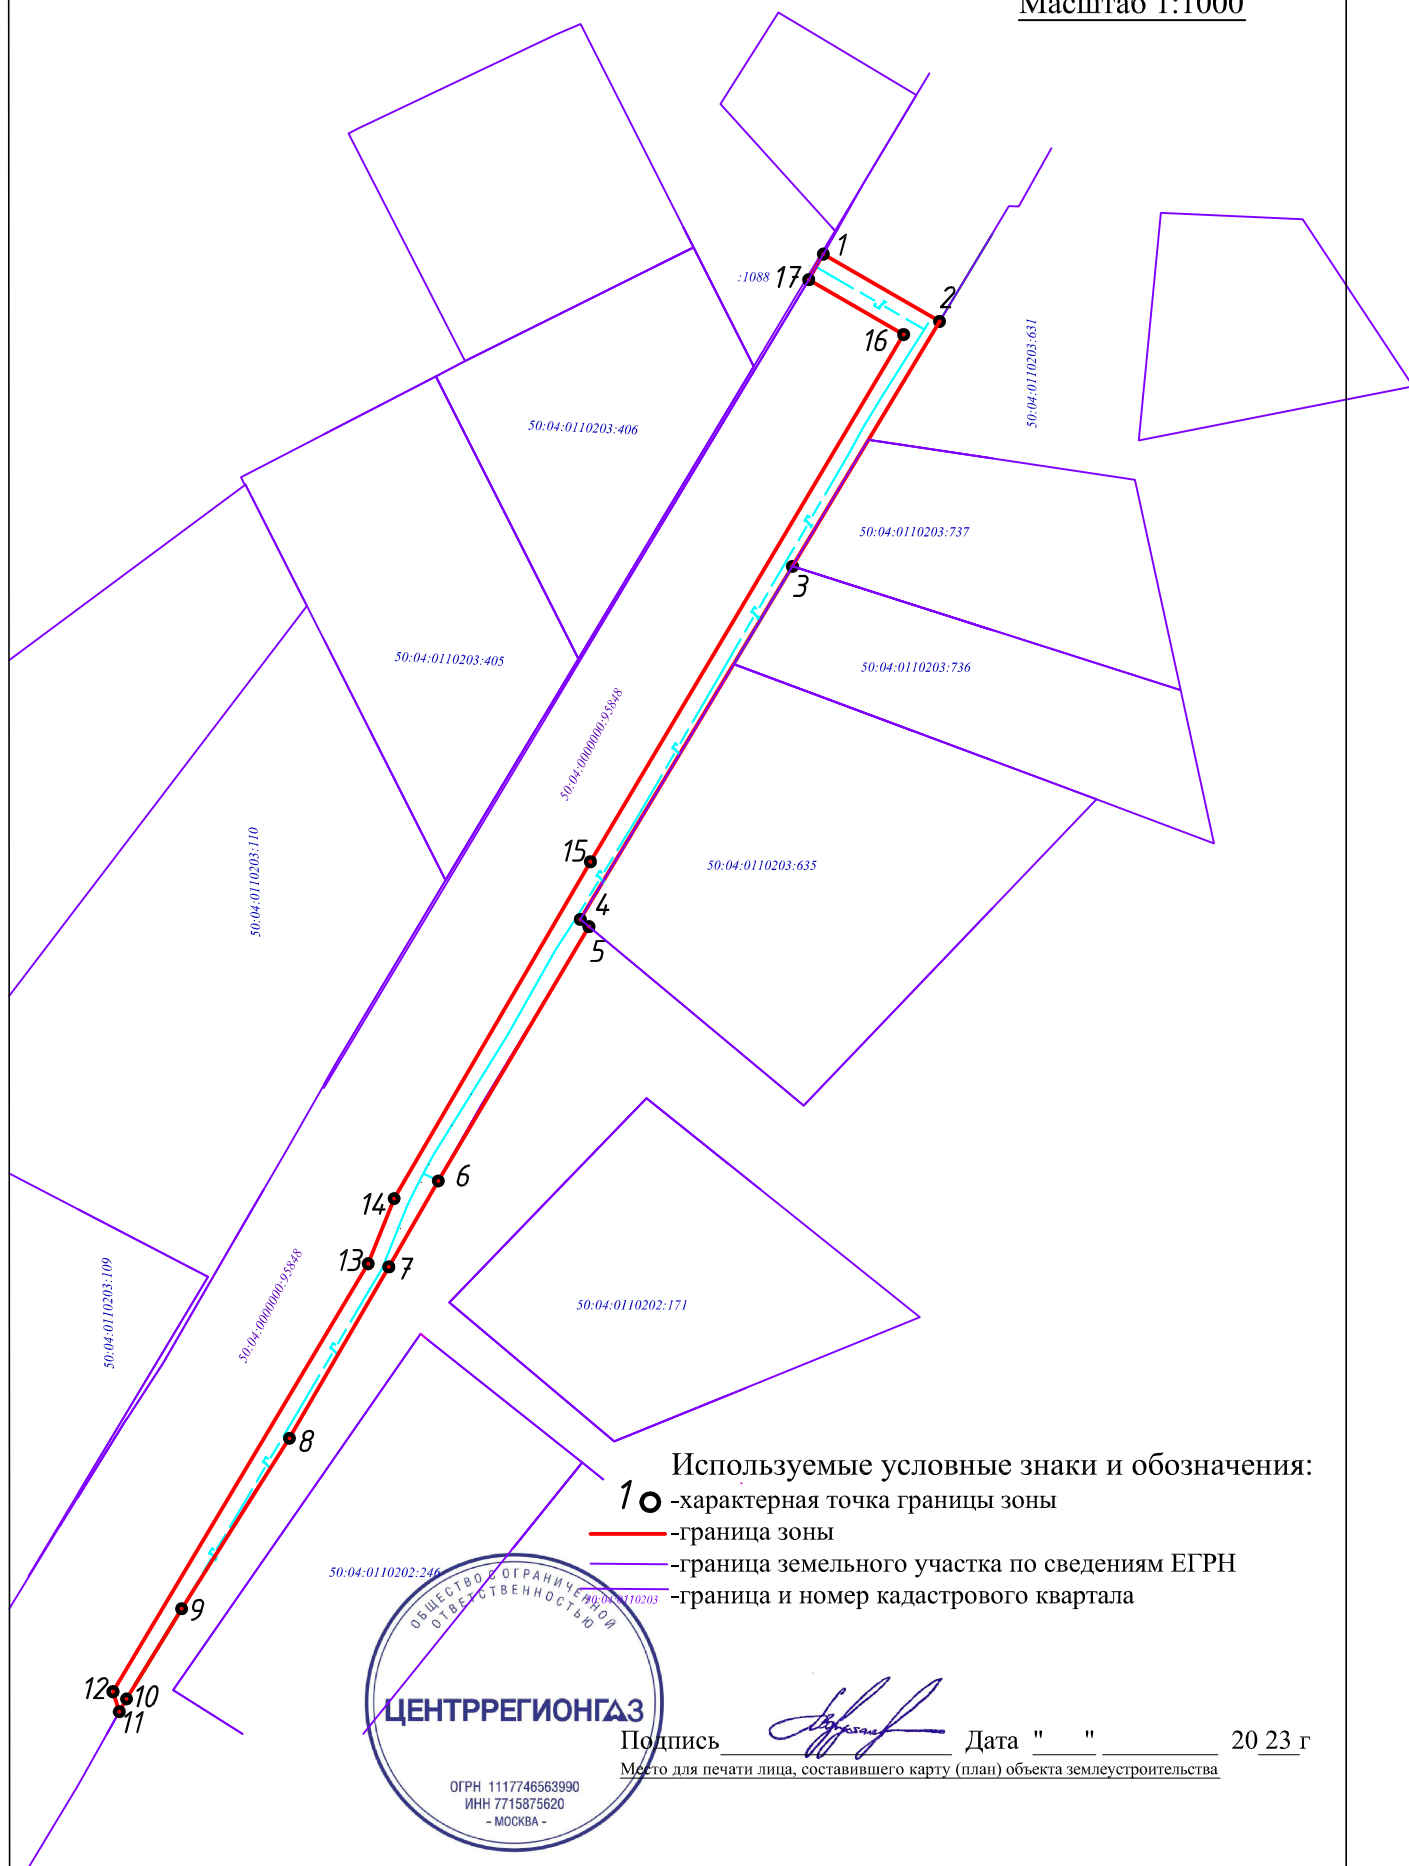 Масштаб 1:1000
1
:1088
17
2
16
50:04:0110203:631
50:04:0110203:406
50:04:0110203:737
3
50:04:0110203:405
50:04:0110203:736
50:04:0000000:95848
50:04:0110203:110
15
50:04:0110203:635
4
5
6
14
13
7
50:04:0110203:109
50:04:0000000:95848
50:04:0110202:171
8
Используемые условные знаки и обозначения:
1 -характерная точка границы зоны
-граница зоны
-граница земельного участка по сведениям ЕГРН
50:04:0110203 -граница и номер кадастрового квартала
50:04:0110202:246
9
12
10
11
ОБЩЕСТВО С ОГРАНИЧЕННОЙ
ОТВЕТСТВЕННОСТЬЮ
ЦЕНТРРЕГИОНГАЗ
ОГРН 1117746563990
ИНН 7715875620
- МОСКВА -
Подпись Дата " " 20 23 г
Место для печати лица, составившего карту (план) объекта землеустроительства